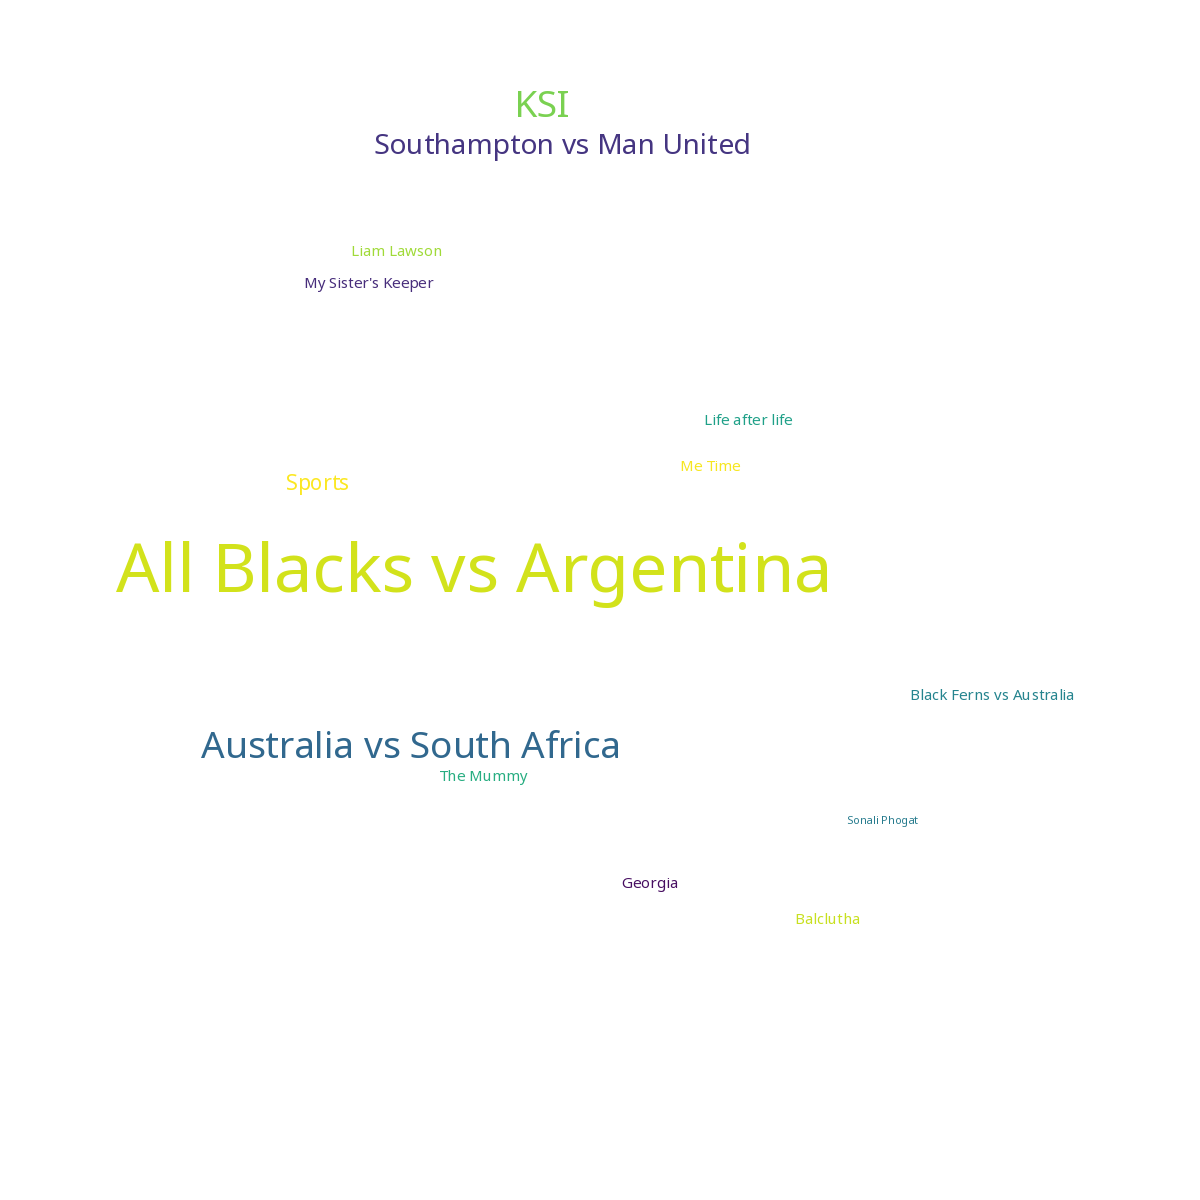 KSI
Southampton vs Man United
Liam Lawson
My Sister's Keeper
Life after life
Me Time
Sports
All Blacks vs Argentina
Black Ferns vs Australia
Australia vs South Africa
The Mummy
Sonali Phogat
Georgia
Balclutha